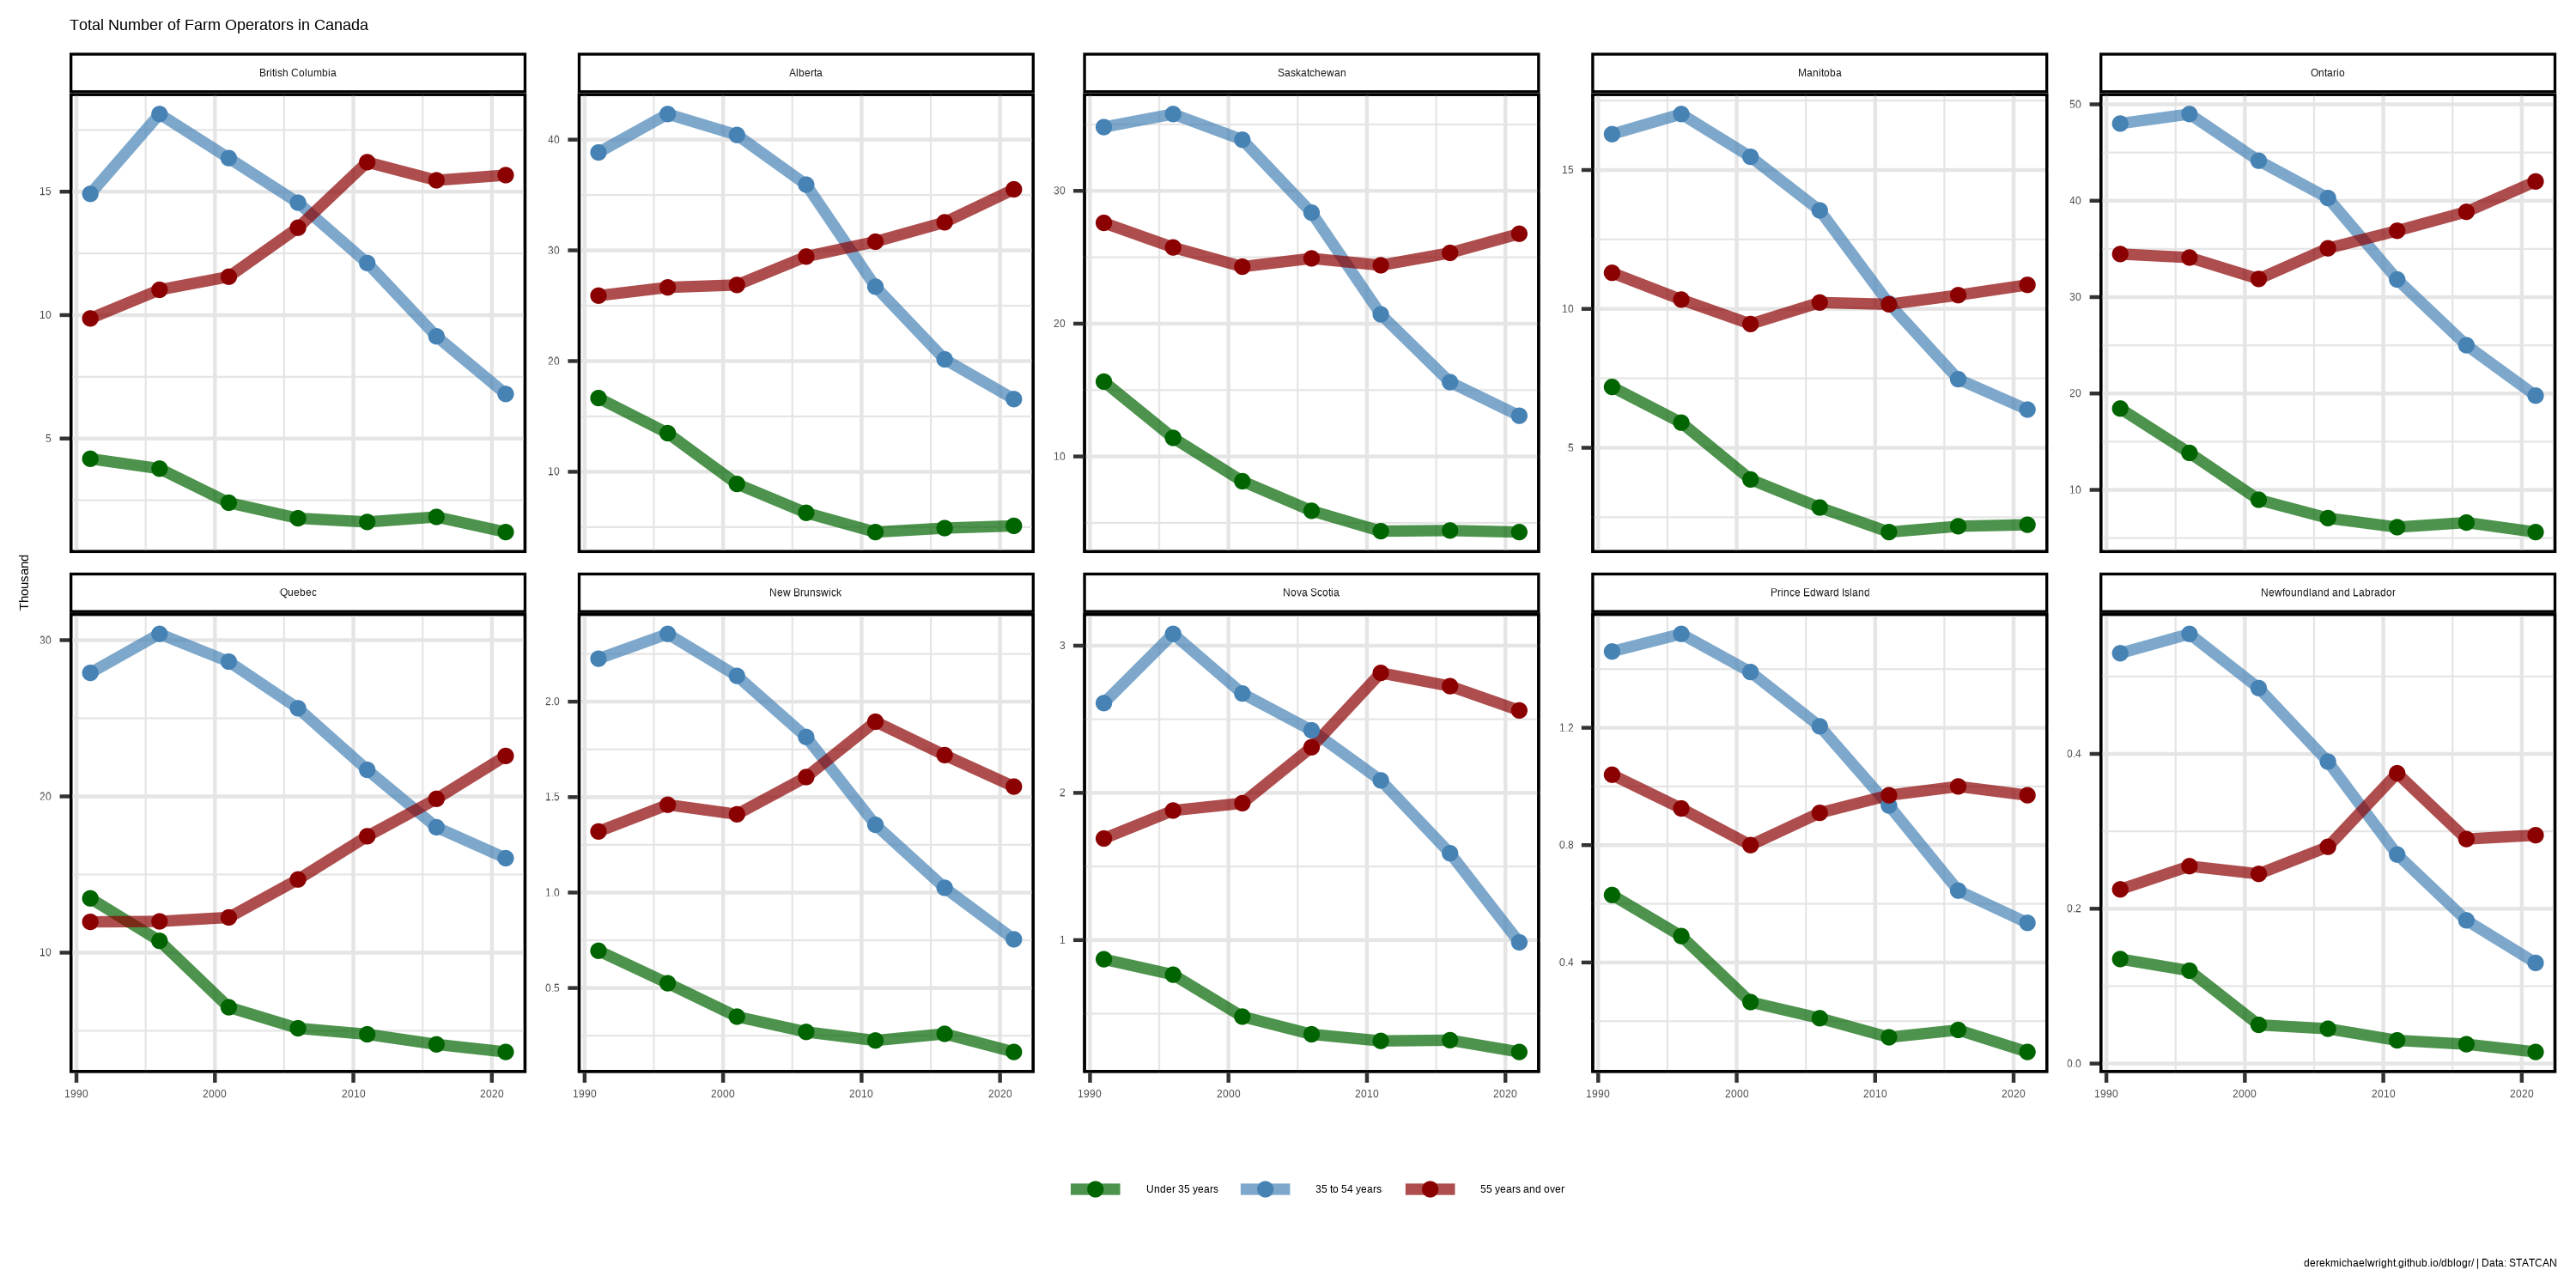 Total Number of Farm Operators in Canada
British Columbia
Alberta
Saskatchewan
Manitoba
Ontario
15
10
5
40
30
20
10
30
20
10
15
10
5
50
40
30
20
10
Thousand
Quebec
New Brunswick
Nova Scotia
Prince Edward Island
Newfoundland and Labrador
30
20
10
2.0
1.5
1.0
0.5
3
2
1
1.2
0.8
0.4
0.4
0.2
0.0
1990 2000 2010 2020
1990 2000 2010 2020
1990 2000 2010 2020
1990 2000 2010 2020
1990 2000 2010 2020
Under 35 years
35 to 54 years
55 years and over
derekmichaelwright.github.io/dblogr/ | Data: STATCAN